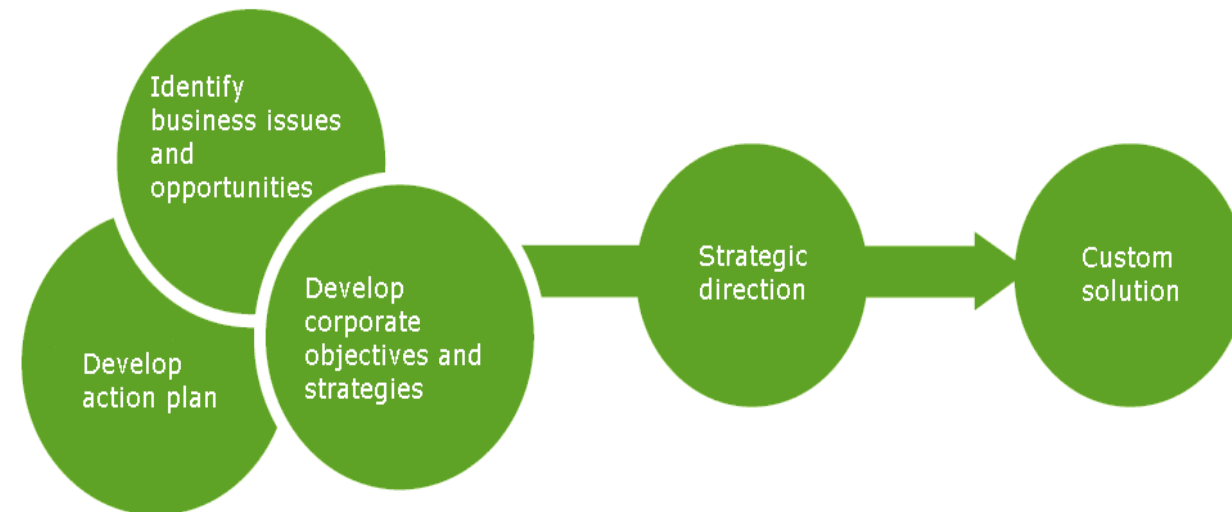 Identify
business issues
and
opportunities
Develop
action plan
Develop
corporate
objectives and
strategies
Strategic
direction
Custom
solution